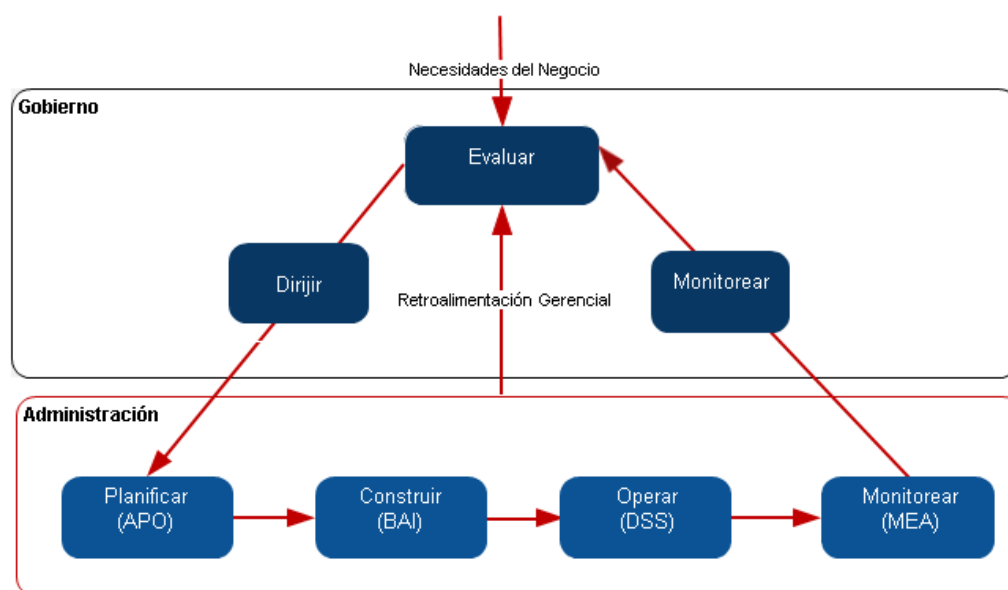 Necesidades del Negocio
Gobierno
Evaluar
Dirijir
Retroalimentación Gerencial
Monitorear
Administración
Planificar
(APO)
Construir
(BAI)
Operar
(DSS)
Monitorear
(MEA)